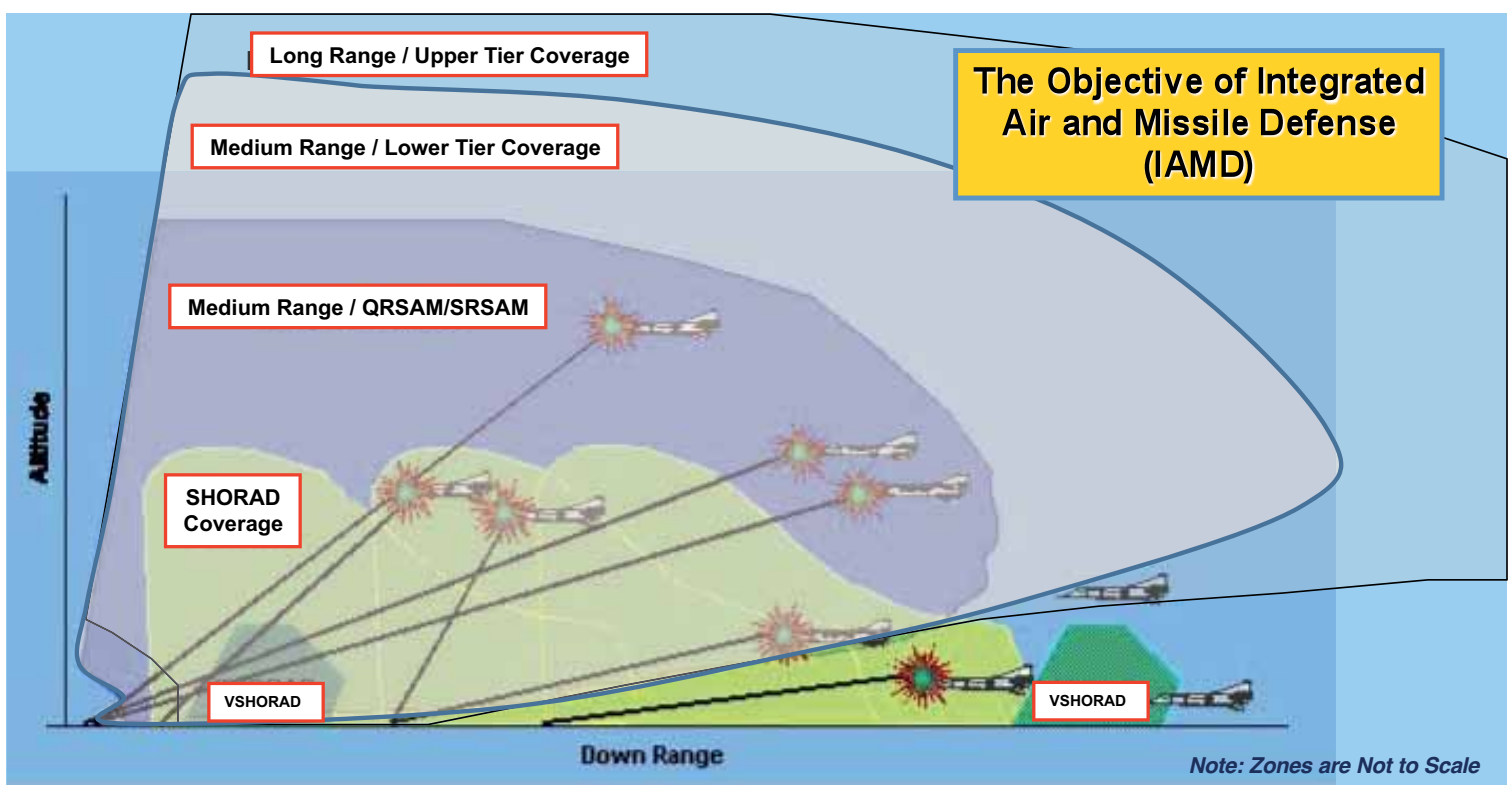 Long Range / Upper Tier Coverage
The Objective of Integrated
Air and Missile Defense
(IAMD)
Medium Range / Lower Tier Coverage
Medium Range / QRSAM/SRSAM
Altitude
SHORAD
Coverage
VSHORAD
VSHORAD
Down Range
Note: Zones are Not to Scale